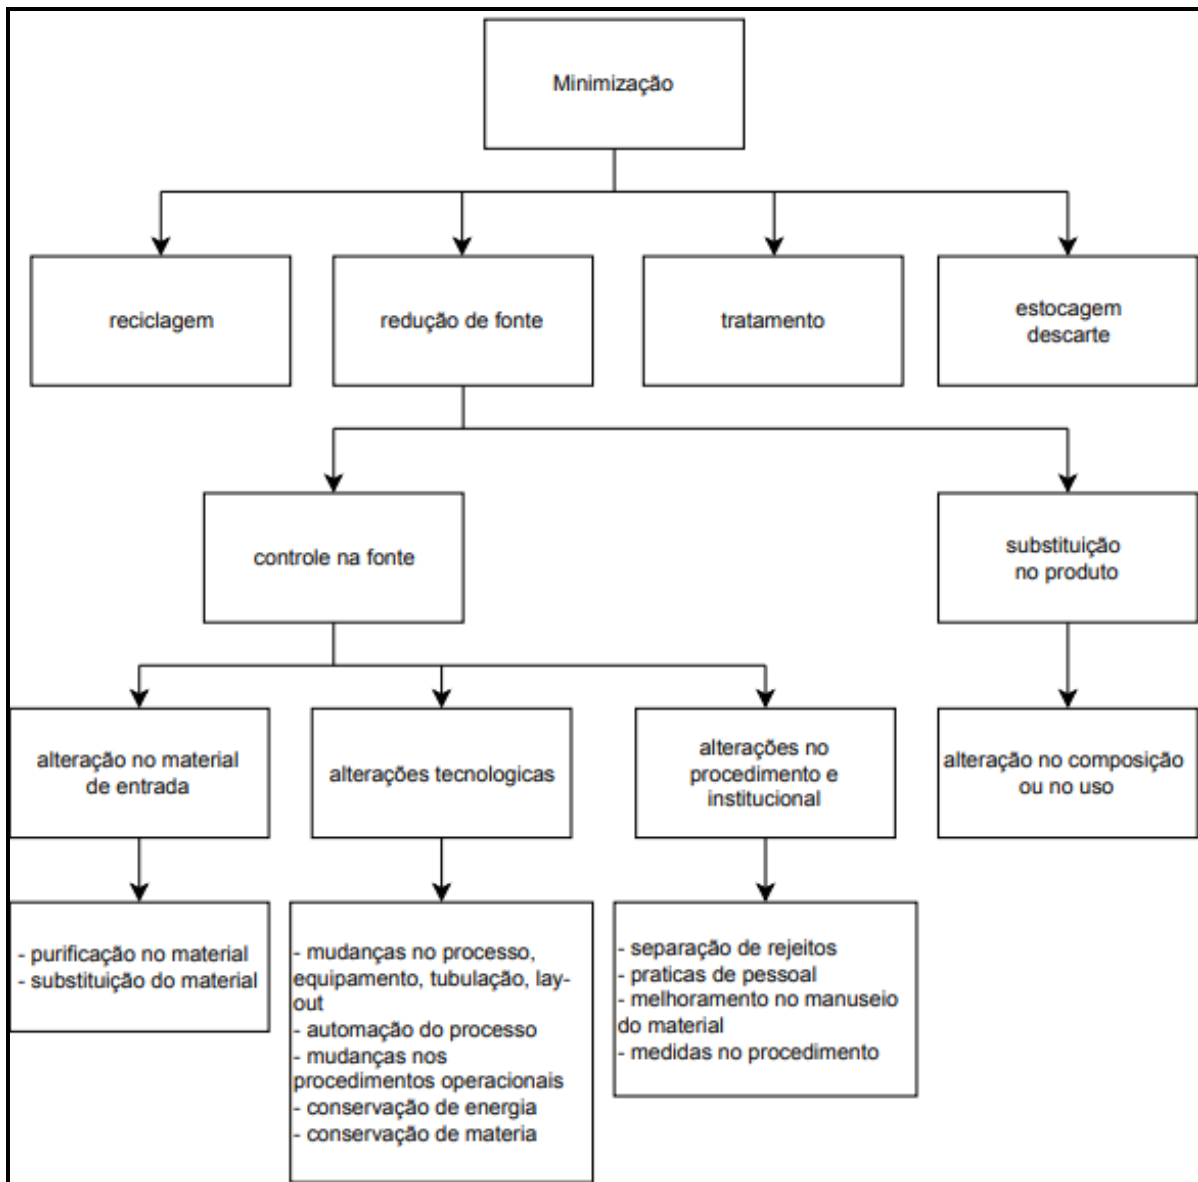 Minimização
reciclagem
redução de fonte
tratamento
estocagem
descarte
controle na fonte
substituição
no produto
alteração no material
de entrada
alterações tecnologicas
alterações no
procedimento e
institucional
alteração no composição
ou no uso
- purificação no material
- substituição do material
- mudanças no processo,
equipamento, tubulação, lay-
out
- automação do processo
- mudanças nos
procedimentos operacionais
- conservação de energia
- conservação de materia
- separação de rejeitos
- praticas de pessoal
- melhoramento no manuseio
do material
- medidas no procedimento